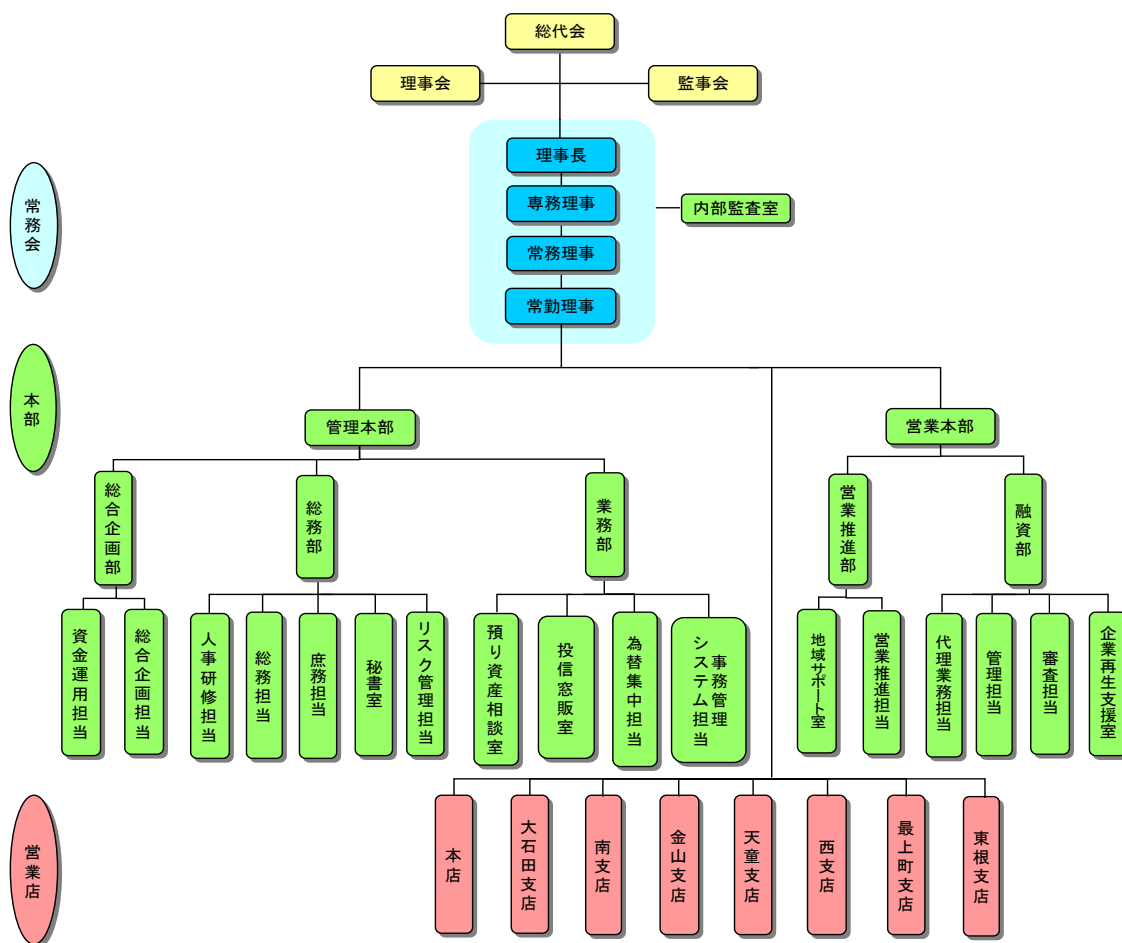 総代会
理事会
監事会
理事長
専務理事
常務理事
常勤理事
内部監査室
常務会
本部
管理本部
営業本部
総合企画部
総務部
業務部
営業推進部
融資部
資金運用担当
総合企画担当
人事研修担当
総務担当
庶務担当
秘書室
リスク管理担当
預り資産相談室
投信窓販室
為替集中担当
事務管理
システム担当
地域サポート室
営業推進担当
代理業務担当
管理担当
審査担当
企業再生支援室
営業店
本店
大石田支店
南支店
金山支店
天童支店
西支店
最上町支店
東根支店